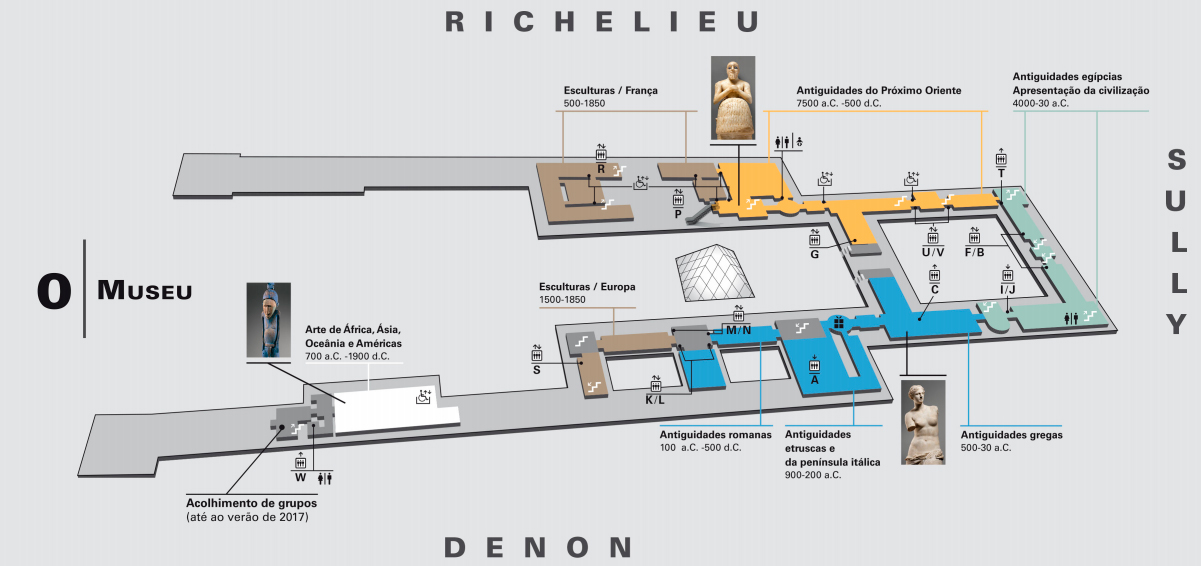 RICHELIEU
Esculturas / França
500-1850
Antiguidades do Próximo Oriente
7500 a.C. -500 d.C.
Antiguidades egípcias
Apresentação da civilização
4000-30 a.C.
SULLY
R
P
T
G
U/V
F/B
C
I/J
0
MUSEU
Esculturas / Europa
1500-1850
Arte de África, Ásia,
Oceânia e Américas
700 a.C. -1900 d.C.
M/N
S
K/L
A
Antiguidades romanas
100 a.C. -500 d.C.
Antiguidades
etruscas e
da península itálica
900-200 a.C.
Antiguidades gregas
500-30 a.C.
W
Acolhimento de grupos
(até ao verão de 2017)
DENON